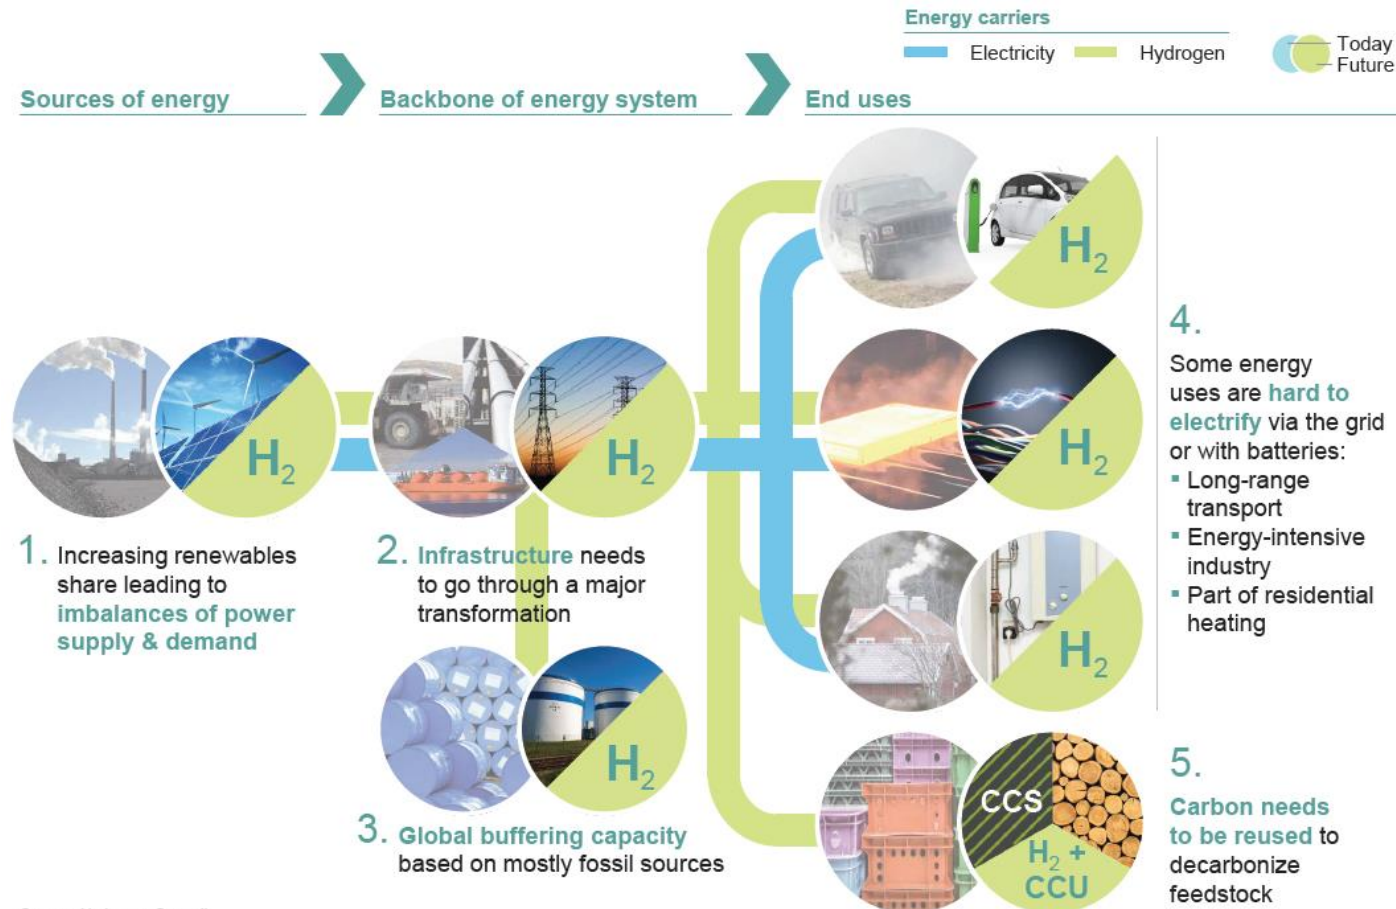 Energy carriers
Electricity
Hydrogen
Today
Future
Sources of energy
Backbone of energy system
End uses
H2
H2
H2
H2
H2
H2
1. Increasing renewables
share leading to
imbalances of power
supply & demand
2. Infrastructure needs
to go through a major
transformation
3. Global buffering capacity
based on mostly fossil sources
4.
Some energy
uses are hard to
electrify via the grid
or with batteries:
▪ Long-range
transport
▪ Energy-intensive
industry
▪ Part of residential
heating
CCS
H2 +
CCU
5.
Carbon needs
to be reused to
decarbonize
feedstock